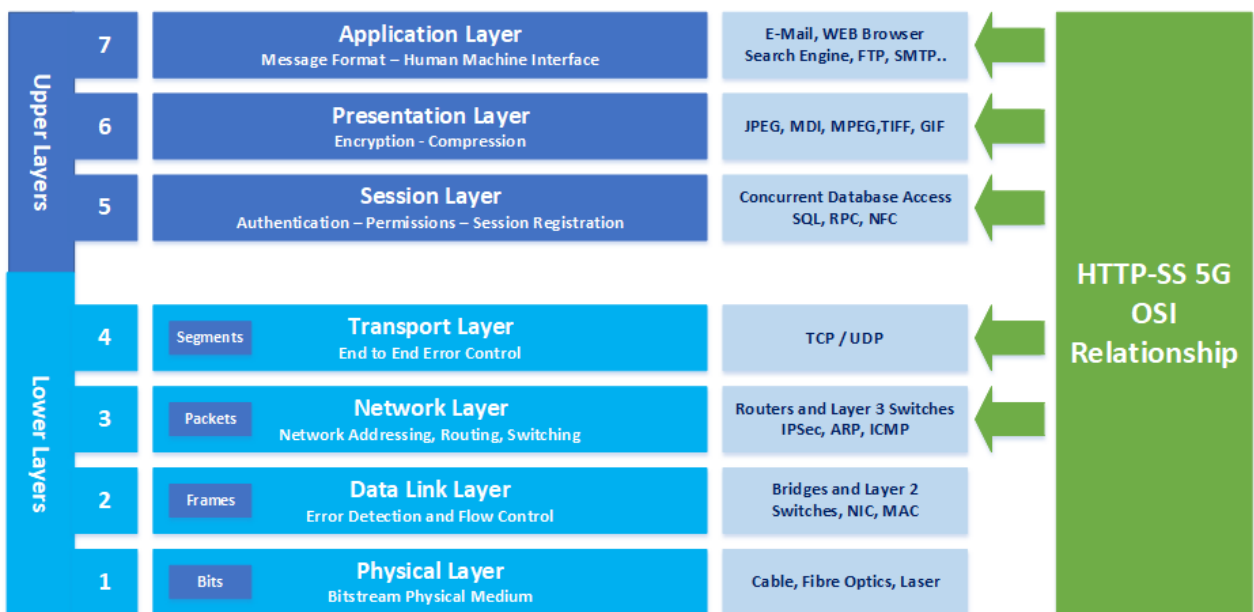 Upper Layers
7
Application Layer
Message Format – Human Machine Interface
E-Mail, WEB Browser
Search Engine, FTP, SMTP..
6
Presentation Layer
Encryption - Compression
JPEG, MDI, MPEG,TIFF, GIF
5
Session Layer
Authentication – Permissions – Session Registration
Concurrent Database Access
SQL, RPC, NFC
HTTP-SS 5G
OSI
Relationship
Lower Layers
4
Segments
Transport Layer
End to End Error Control
TCP / UDP
3
Packets
Network Layer
Network Addressing, Routing, Switching
Routers and Layer 3 Switches
IPSec, ARP, ICMP
2
Frames
Data Link Layer
Error Detection and Flow Control
Bridges and Layer 2
Switches, NIC, MAC
1
Bits
Physical Layer
Bitstream Physical Medium
Cable, Fibre Optics, Laser